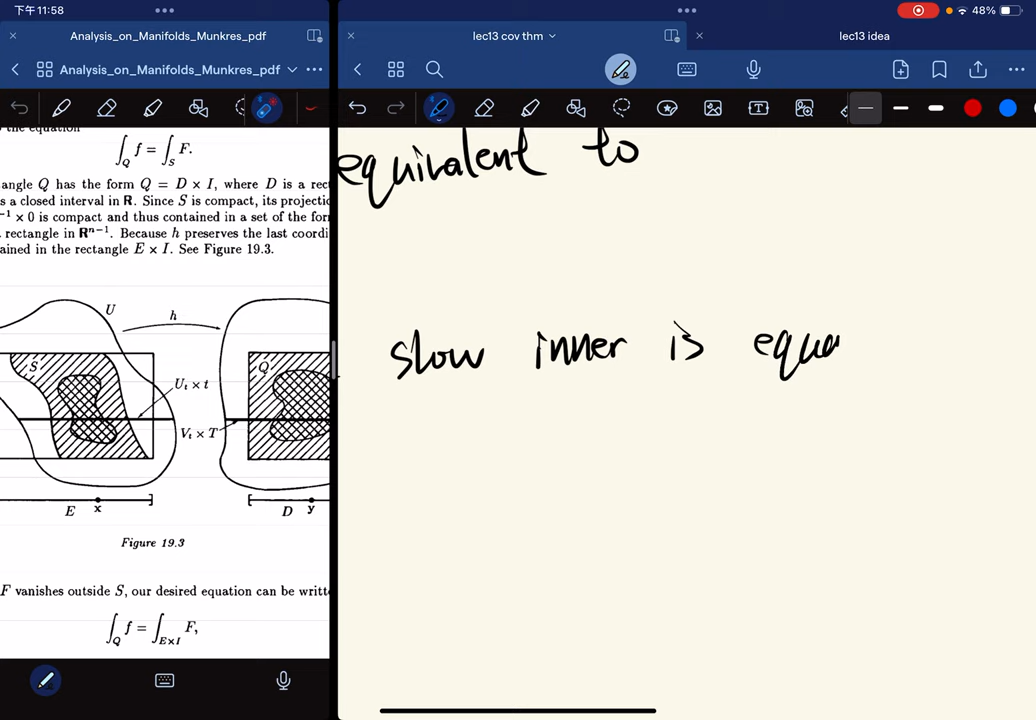 下午11:58
48%
Analysis_on_Manifolds_Munkres_pdf
lec13 cov thm
lec13 idea
Analysis_on_Manifolds_Munkres_pdf
the equation
∫_Q f = ∫_S F.
angle Q has the form Q = D × I, where D is a rect
s a closed interval in R. Since S is compact, its projectio
⁻¹ × 0 is compact and thus contained in a set of the for
rectangle in Rⁿ⁻¹. Because h preserves the last coordi
ained in the rectangle E × I. See Figure 19.3.
U
h
S
Q
U_t × t
V_t × T
E
x
D
y
Figure 19.3
F vanishes outside S, our desired equation can be writt
∫_Q f = ∫_{E×I} F,
equivalent to
slow inner is equa